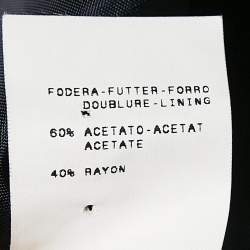 FODERA-FUTTER-FORRO
DOUBLURE-LINING
60% ACETATO-ACETAT
ACETATE
40% RAYON